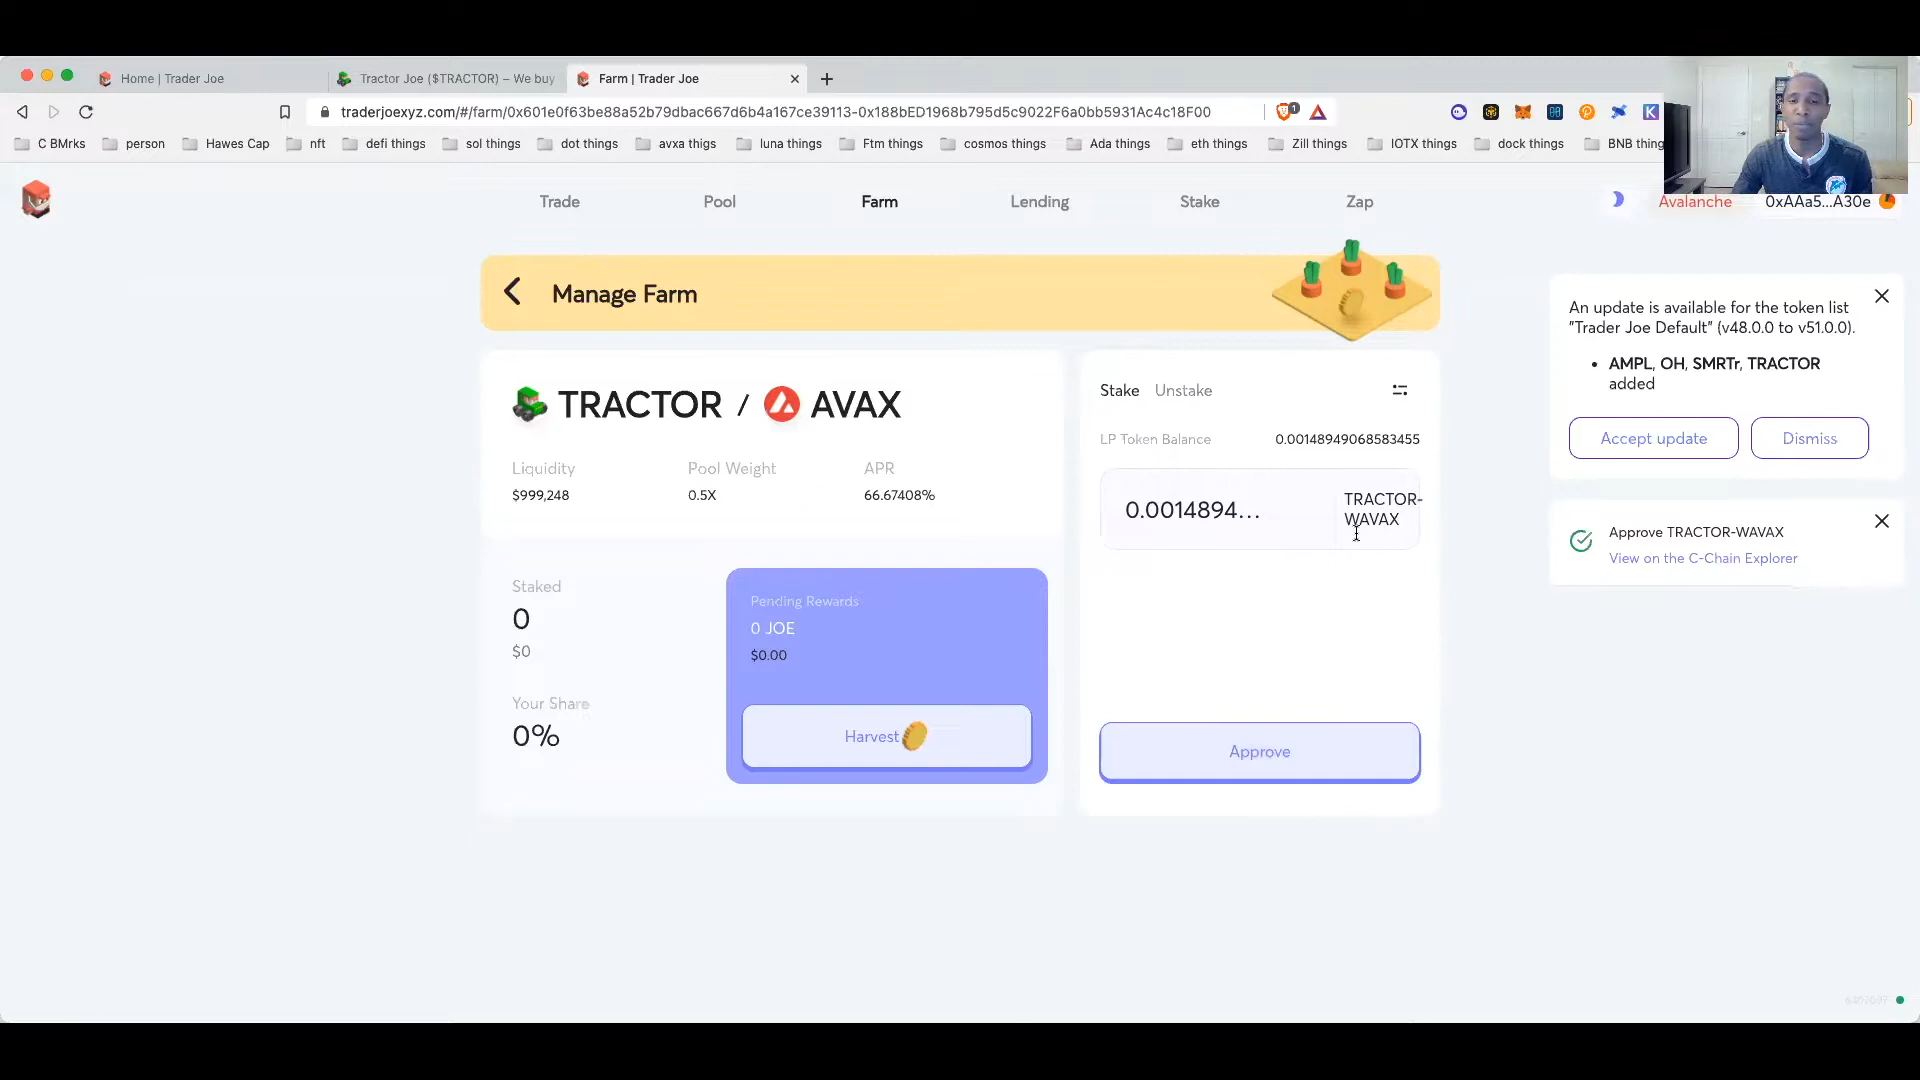 Home | Trader Joe
Tractor Joe ($TRACTOR) – We buy
Farm | Trader Joe
traderjoexyz.com/#/farm/0x601e0f63be88a52b79dbac667d6b4a167ce39113-0x188bED1968b795d5c9022F6a0bb5931Ac4c18F00
1
C BMrks
person
Hawes Cap
nft
defi things
sol things
dot things
avxa thigs
luna things
Ftm things
cosmos things
Ada things
eth things
Zill things
IOTX things
dock things
BNB thing
Trade
Pool
Farm
Lending
Stake
Zap
Avalanche
0xAAa5...A30e
Manage Farm
TRACTOR / AVAX
Liquidity
Pool Weight
APR
$999,248
0.5X
66.67408%
Staked
0
$0
Your Share
0%
Pending Rewards
0 JOE
$0.00
Harvest
Stake
Unstake
LP Token Balance
0.00148949068583455
0.0014894...
TRACTOR-
WAVAX
Approve
An update is available for the token list
"Trader Joe Default" (v48.0.0 to v51.0.0).
• AMPL, OH, SMRTr, TRACTOR
added
Accept update
Dismiss
Approve TRACTOR-WAVAX
View on the C-Chain Explorer